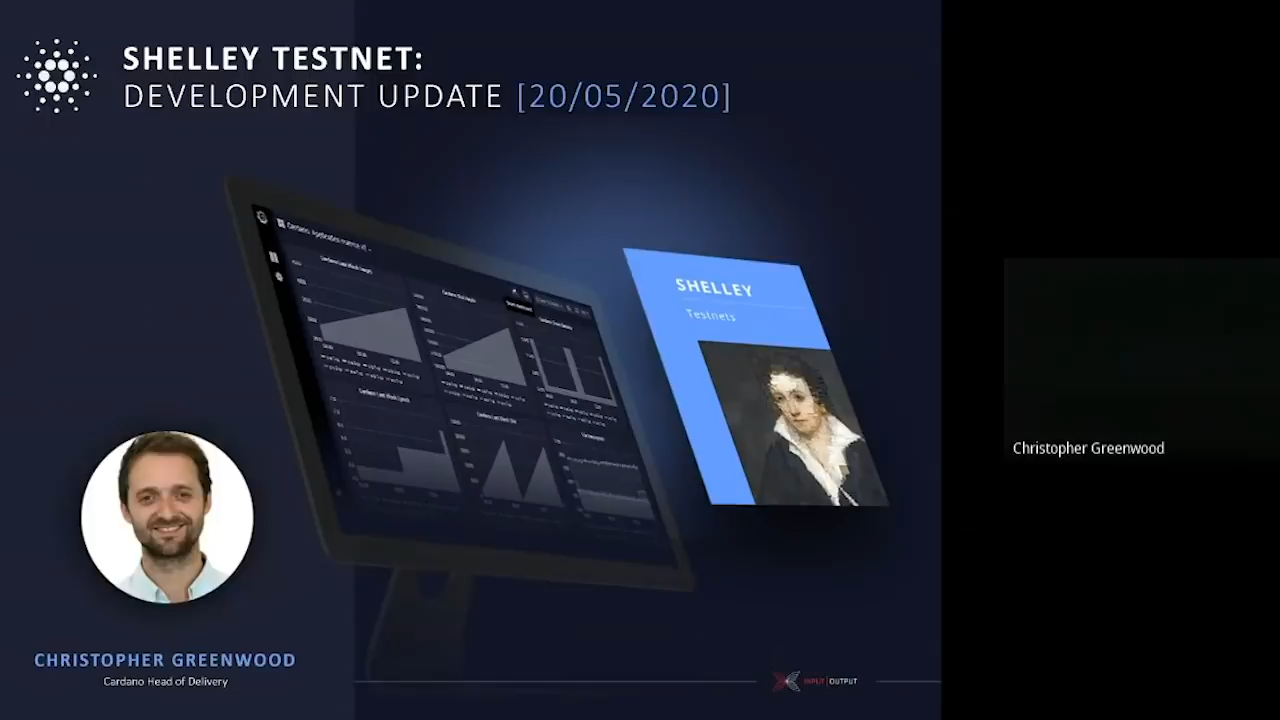 SHELLEY TESTNET:
DEVELOPMENT UPDATE [20/05/2020]
SHELLEY
Testnets
Christopher Greenwood
CHRISTOPHER GREENWOOD
Cardano Head of Delivery
INPUT | OUTPUT